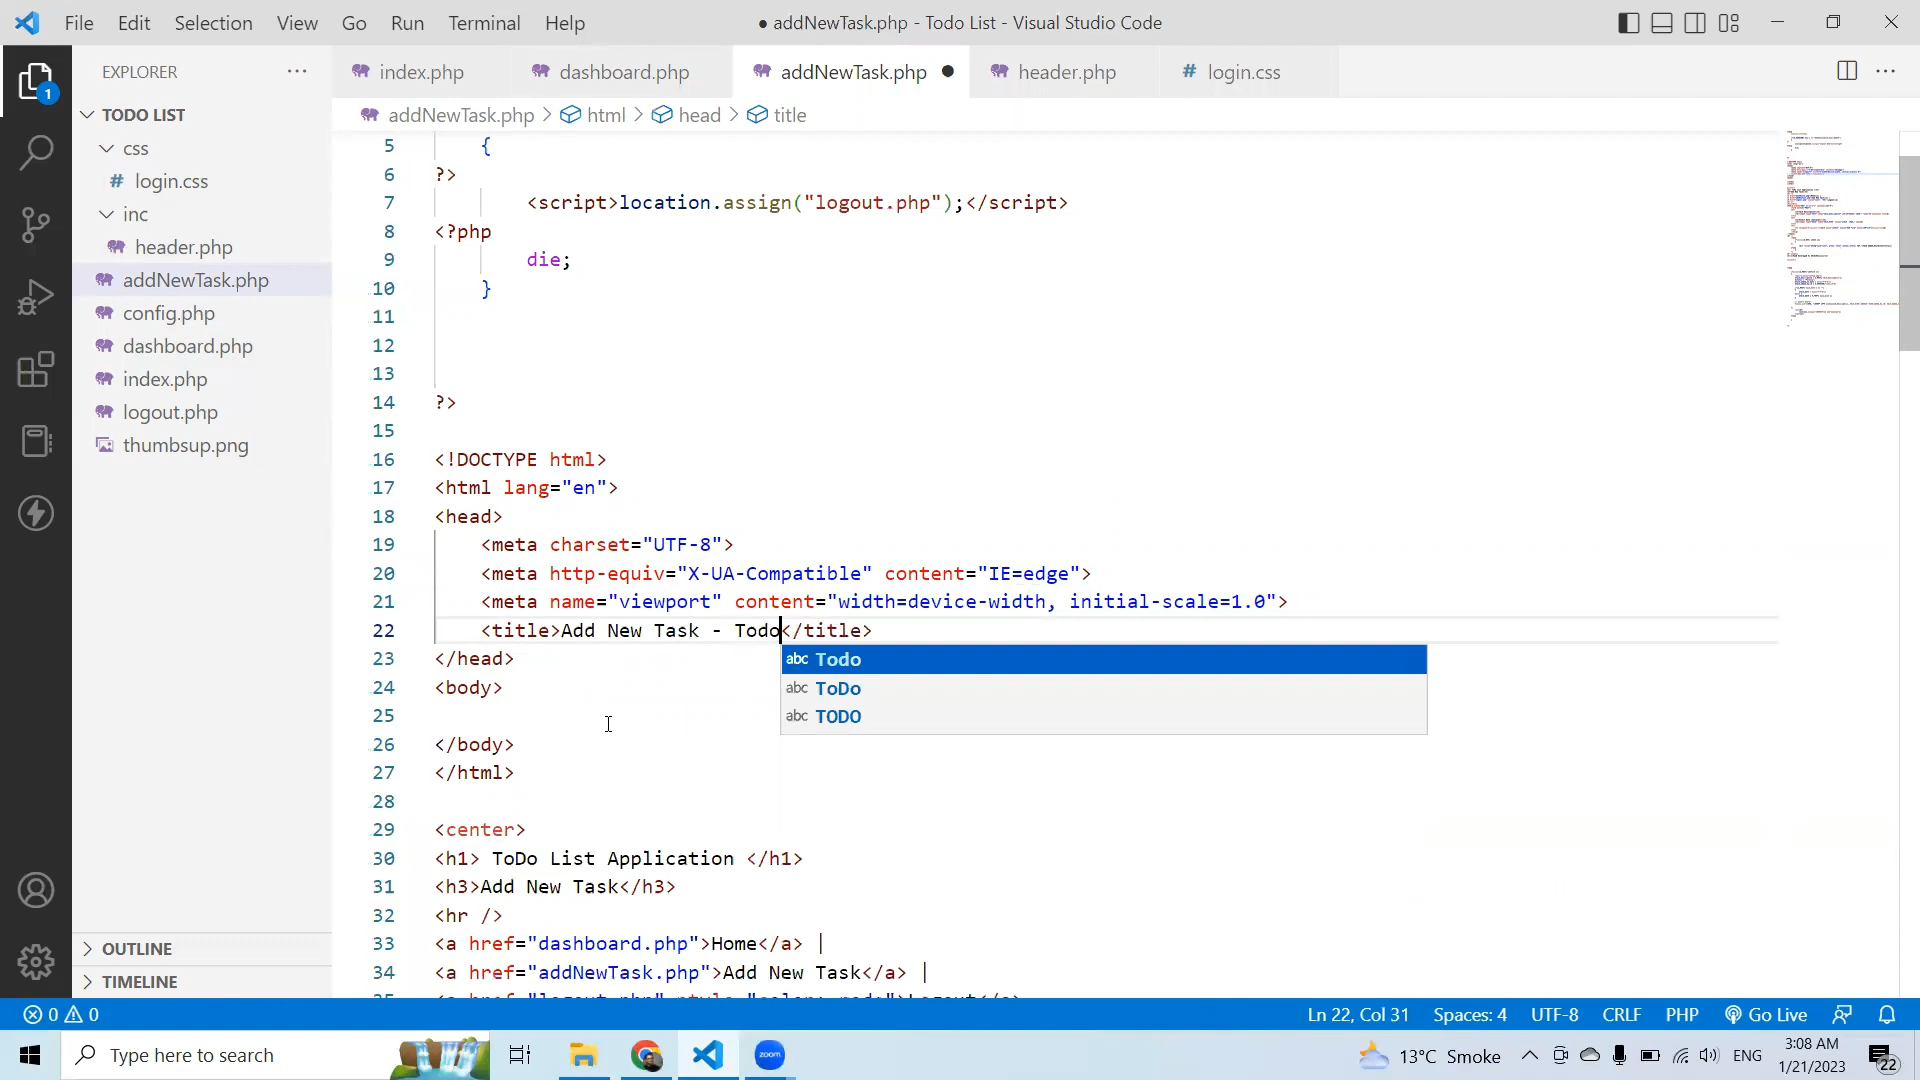 File Edit Selection View Go Run Terminal Help
● addNewTask.php - Todo List - Visual Studio Code
EXPLORER
index.php
dashboard.php
addNewTask.php
header.php
# login.css
1
TODO LIST
addNewTask.php > html > head > title
css
# login.css
inc
header.php
addNewTask.php
config.php
dashboard.php
index.php
logout.php
thumbsup.png
OUTLINE
TIMELINE
5 {
6 ?>
7 <script>location.assign("logout.php");</script>
8 <?php
9 die;
10 }
11
12
13
14 ?>
15
16 <!DOCTYPE html>
17 <html lang="en">
18 <head>
19 <meta charset="UTF-8">
20 <meta http-equiv="X-UA-Compatible" content="IE=edge">
21 <meta name="viewport" content="width=device-width, initial-scale=1.0">
22 <title>Add New Task - Todo</title>
23 </head>
abc Todo
24 <body>
abc ToDo
25
abc TODO
26 </body>
27 </html>
28
29 <center>
30 <h1> ToDo List Application </h1>
31 <h3>Add New Task</h3>
32 <hr />
33 <a href="dashboard.php">Home</a> |
34 <a href="addNewTask.php">Add New Task</a> |
0 0
Ln 22, Col 31 Spaces: 4 UTF-8 CRLF PHP Go Live
Type here to search
zoom
13°C Smoke
ENG
3:08 AM
1/21/2023
22